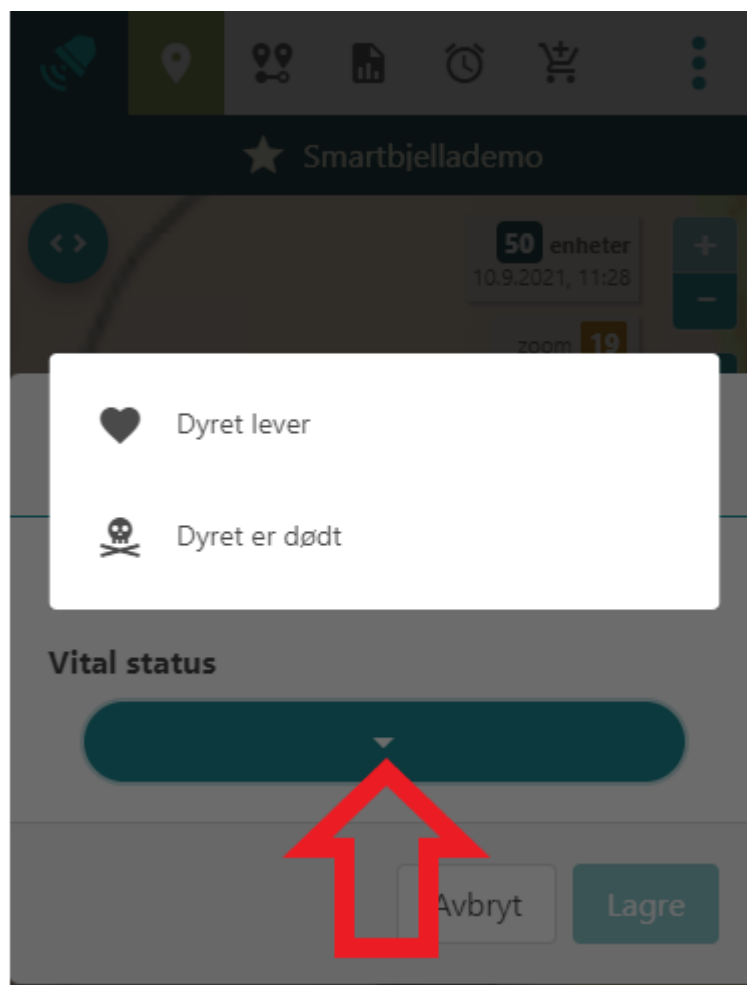 Smartbjellademo
50 enheter
10.9.2021, 11:28
zoom 19
Dyret lever
Dyret er dødt
Vital status
Avbryt
Lagre